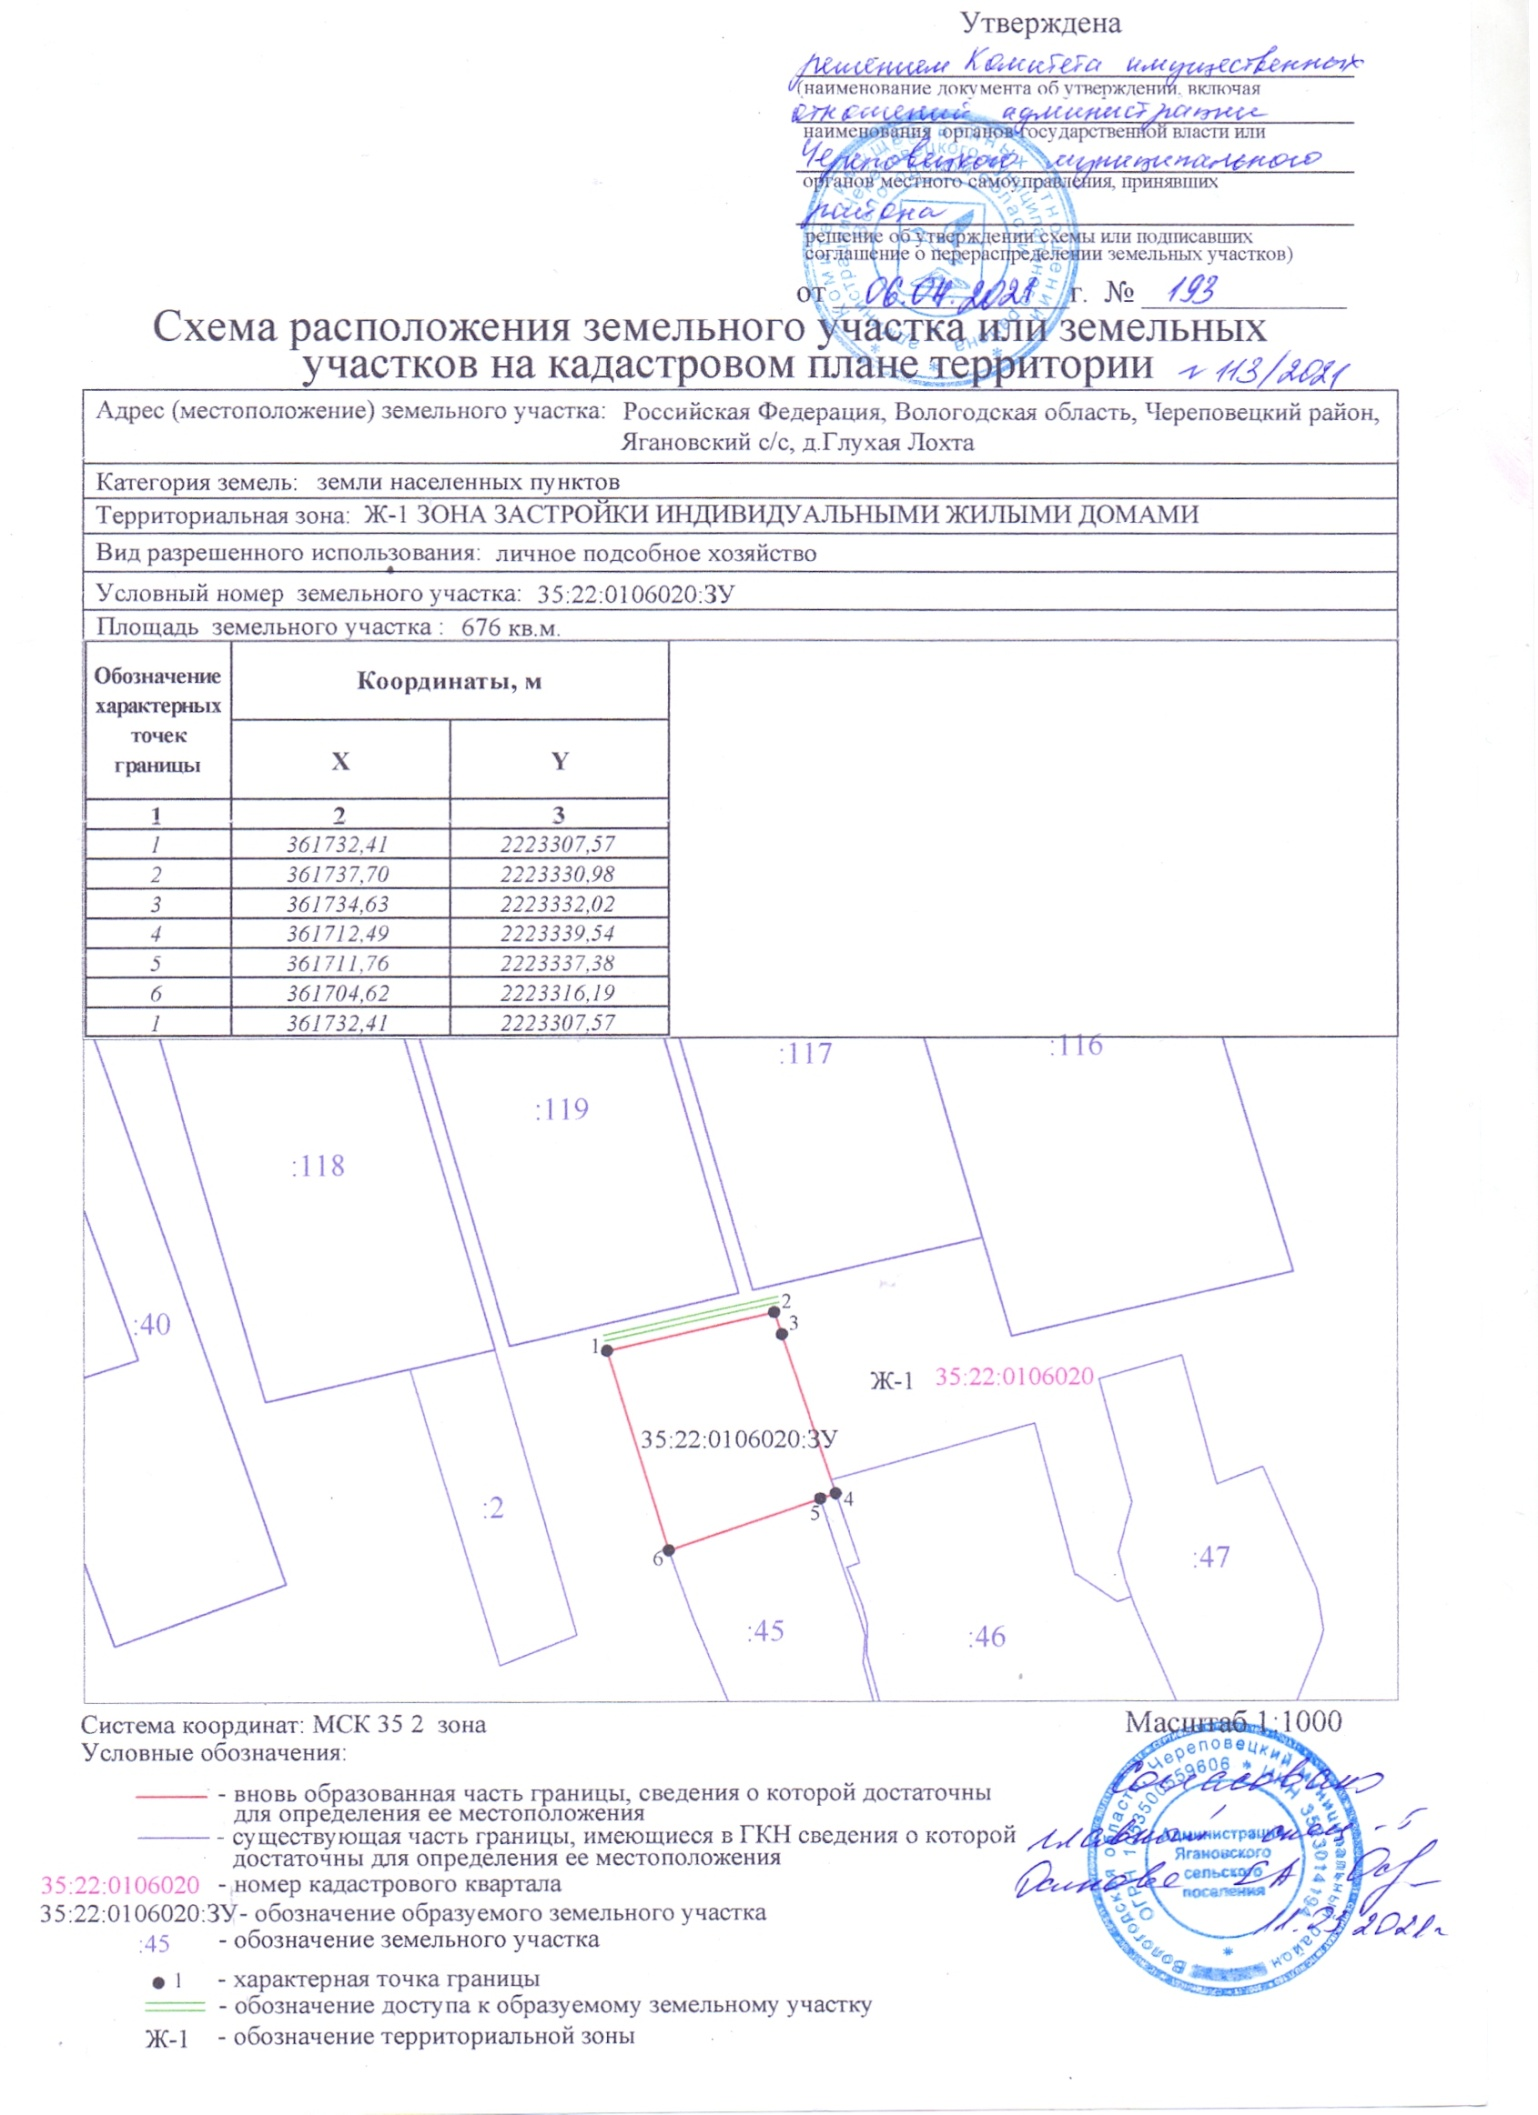 Утверждена
решением Комитета имущественных
(наименование документа об утверждении, включая
отношений администрации
наименования органов государственной власти или
Череповецкого муниципального
органов местного самоуправления, принявших
района
решение об утверждении схемы или подписавших
соглашение о перераспределении земельных участков)
от 06.04.2021 г. № 193
Схема расположения земельного участка или земельных
участков на кадастровом плане территории № 113/2021
Адрес (местоположение) земельного участка: Российская Федерация, Вологодская область, Череповецкий район,
Ягановский с/с, д.Глухая Лохта
Категория земель: земли населенных пунктов
Территориальная зона: Ж-1 ЗОНА ЗАСТРОЙКИ ИНДИВИДУАЛЬНЫМИ ЖИЛЫМИ ДОМАМИ
Вид разрешенного использования: личное подсобное хозяйство
Условный номер земельного участка: 35:22:0106020:ЗУ
Площадь земельного участка : 676 кв.м.
Обозначение
характерных
точек
границы
Координаты, м
X Y
1 2 3
1 361732,41 2223307,57
2 361737,70 2223330,98
3 361734,63 2223332,02
4 361712,49 2223339,54
5 361711,76 2223337,38
6 361704,62 2223316,19
1 361732,41 2223307,57
:117 :116
:119
:118
:40
2
3
1
Ж-1 35:22:0106020
35:22:0106020:ЗУ
:2
4
5
6
:47
:45 :46
Система координат: МСК 35 2 зона
Масштаб 1:1000
Условные обозначения:
- вновь образованная часть границы, сведения о которой достаточны
для определения ее местоположения
- существующая часть границы, имеющиеся в ГКН сведения о которой
достаточны для определения ее местоположения
35:22:0106020 - номер кадастрового квартала
35:22:0106020:ЗУ - обозначение образуемого земельного участка
:45 - обозначение земельного участка
1 - характерная точка границы
- обозначение доступа к образуемому земельному участку
Ж-1 - обозначение территориальной зоны
Согласовано
Администрация
Ягановского
сельского
поселения